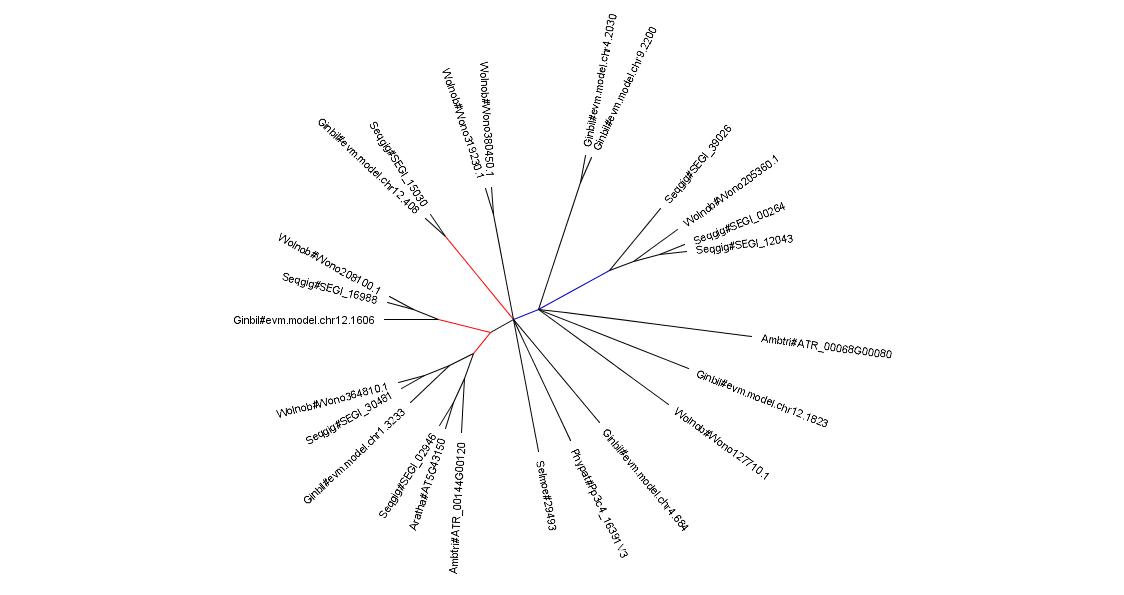 Ginbil#evm.model.chr4.2030
Ginbil#evm.model.chr9.2200
Wolnob#Wono380450.1
Wolnob#Wono319230.1
Seqgig#SEGI_15030
Ginbil#evm.model.chr12.408
Seqgig#SEGI_39026
Wolnob#Wono205360.1
Seqgig#SEGI_00264
Seqgig#SEGI_12043
Wolnob#Wono208100.1
Seqgig#SEGI_16988
Ginbil#evm.model.chr12.1606
Ambtri#ATR_00068G00080
Ginbil#evm.model.chr12.1823
Wolnob#Wono127710.1
Wolnob#Wono364810.1
Seqgig#SEGI_30481
Ginbil#evm.model.chr1.3233
Seqgig#SEGI_02946
Aratha#AT5G43150
Ambtri#ATR_00144G00120
Selmoe#29493
Phypat#Pp3c4_16391V3
Ginbil#evm.model.chr4.684